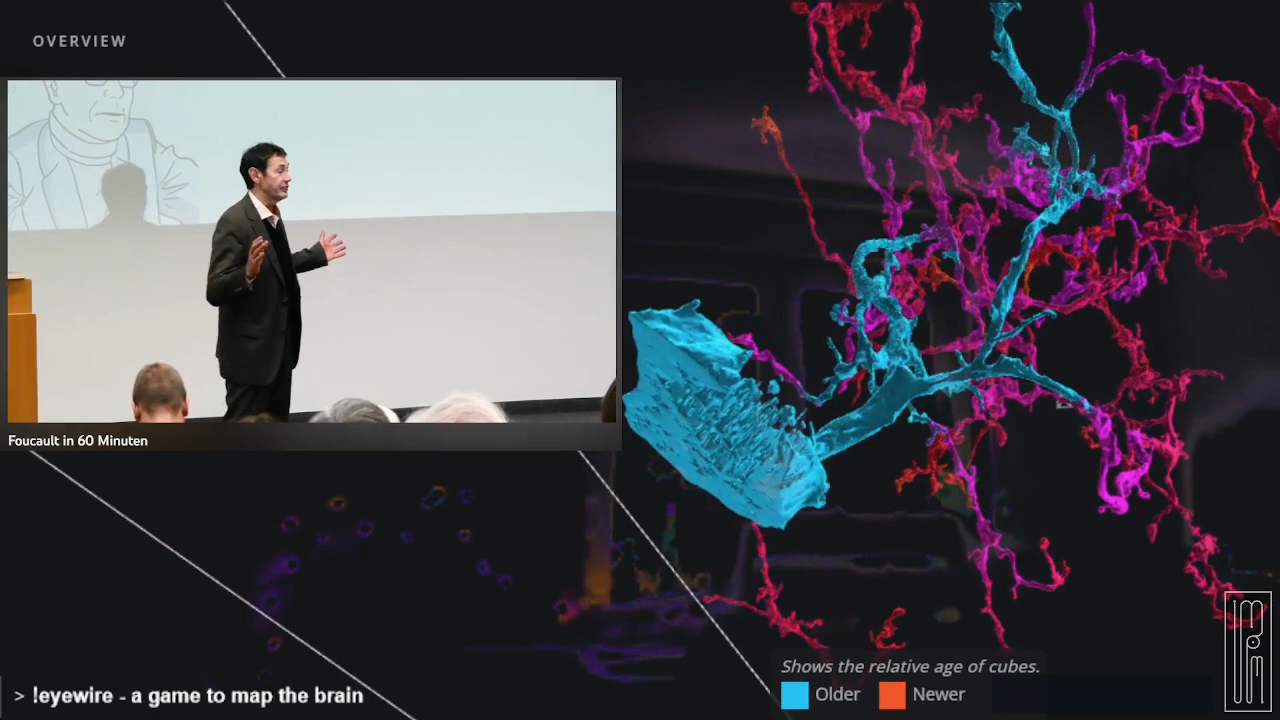 OVERVIEW
Foucault in 60 Minuten
Shows the relative age of cubes.
Older
Newer
> !eyewire - a game to map the brain